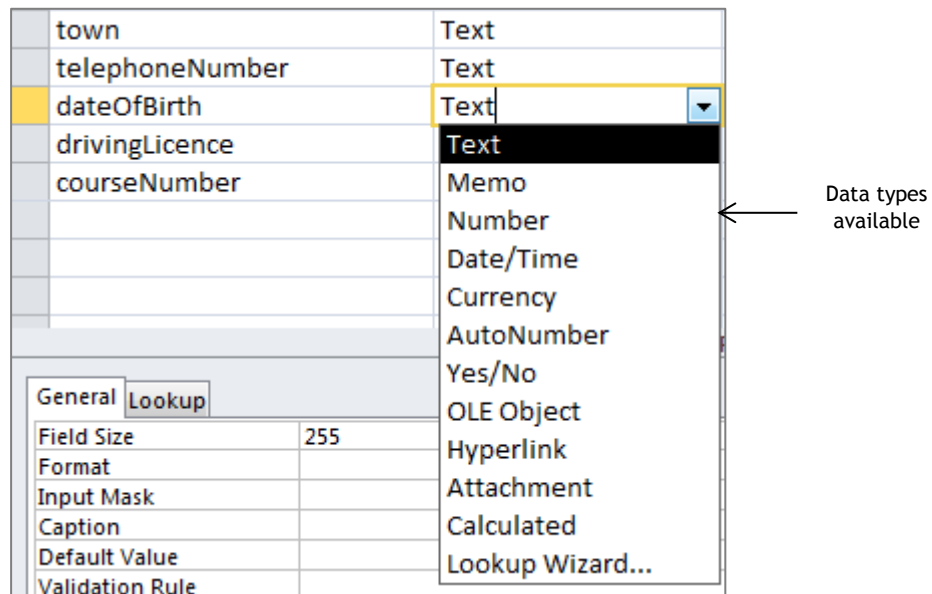 town Text
telephoneNumber Text
dateOfBirth Text
drivingLicence
courseNumber
Text
Memo
Number
Date/Time
Currency
AutoNumber
Yes/No
OLE Object
Hyperlink
Attachment
Calculated
Lookup Wizard...
Data types
available
General Lookup
Field Size 255
Format
Input Mask
Caption
Default Value
Validation Rule